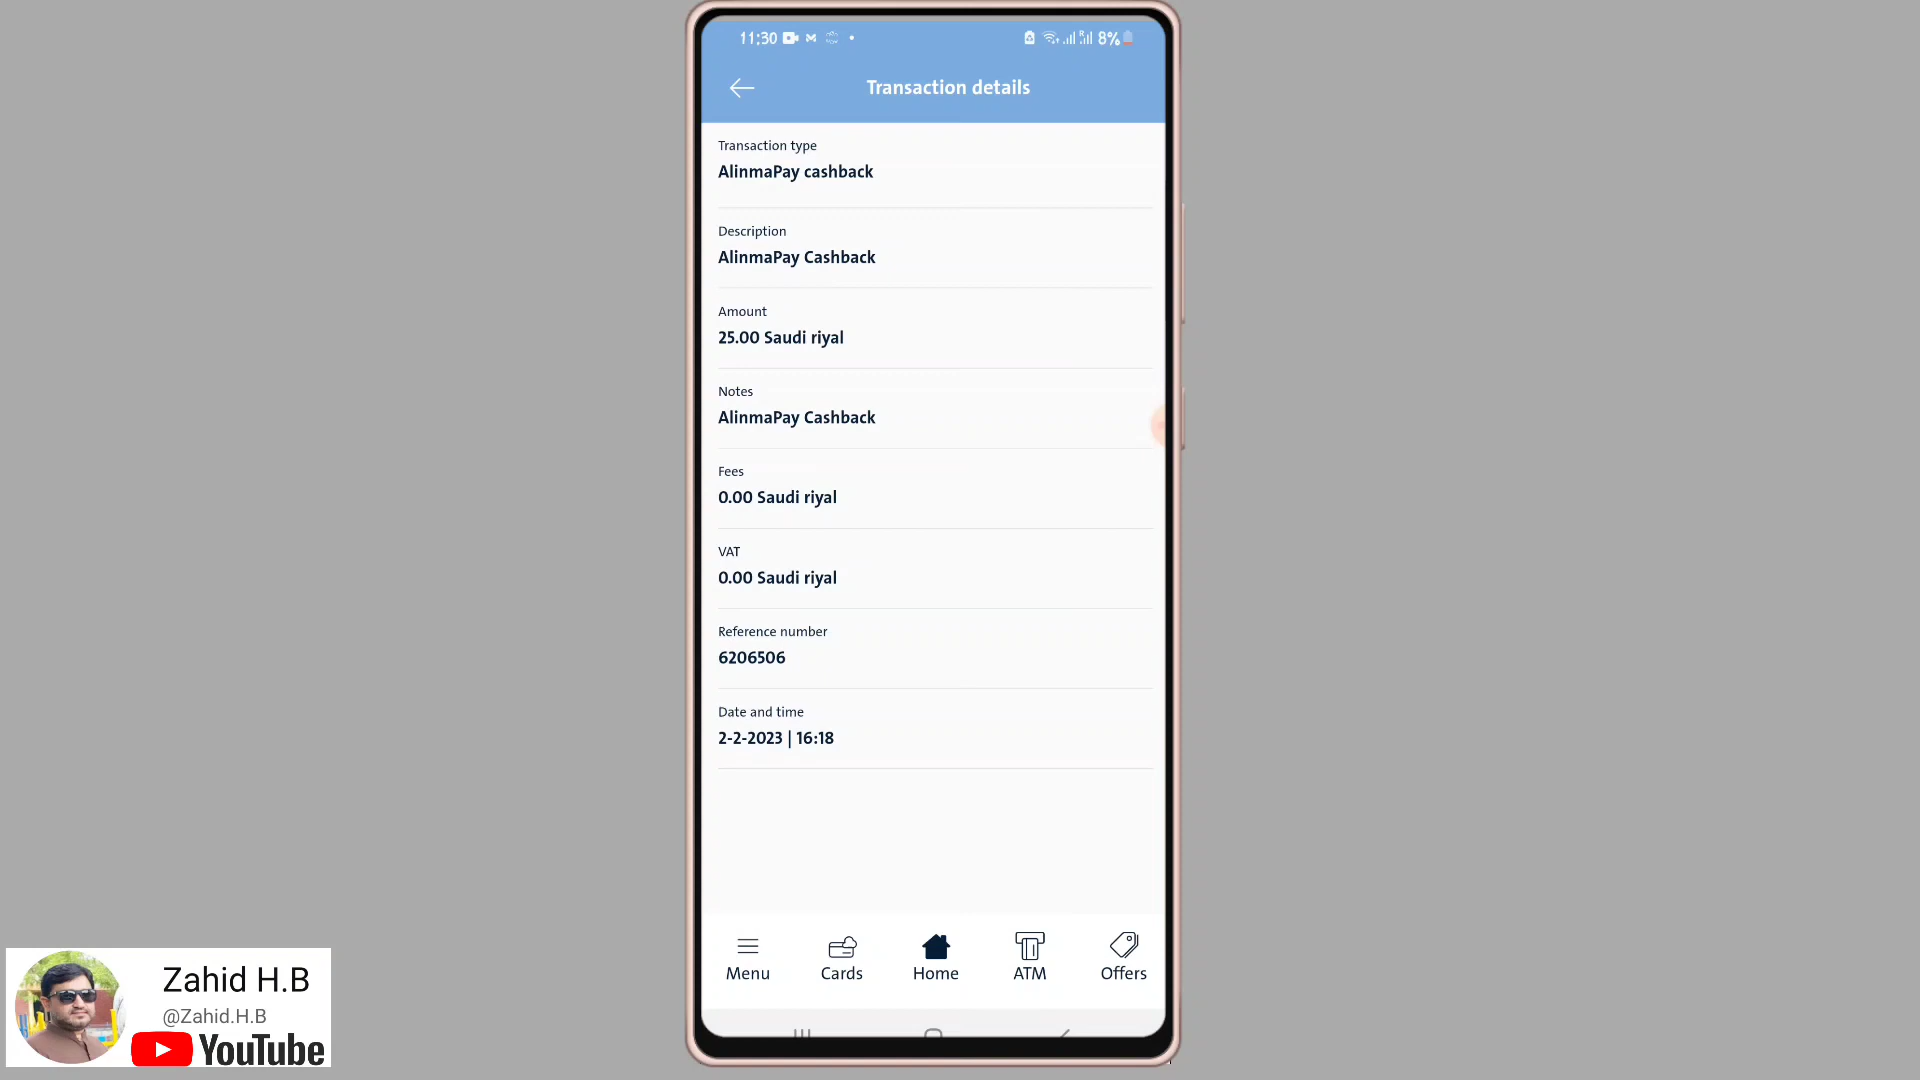 11:30
8%
Transaction details
Transaction type
AlinmaPay cashback
Description
AlinmaPay Cashback
Amount
25.00 Saudi riyal
Notes
AlinmaPay Cashback
Fees
0.00 Saudi riyal
VAT
0.00 Saudi riyal
Reference number
6206506
Date and time
2-2-2023 | 16:18
Menu
Cards
Home
ATM
Offers
Zahid H.B
@Zahid.H.B
YouTube